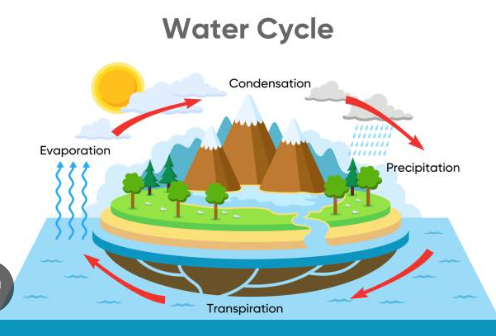 Water Cycle
Condensation
Evaporation
Precipitation
Transpiration